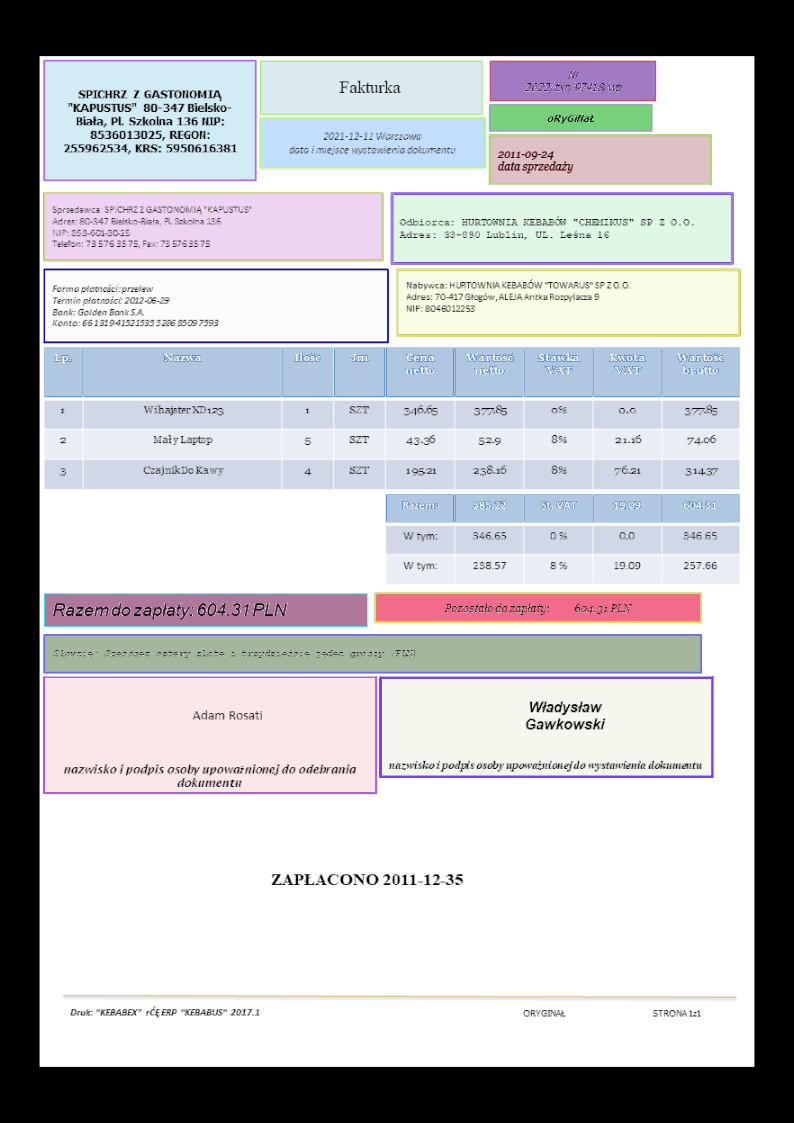 SPICHRZ Z GASTONOMIĄ
"KAPUSTUS" 80-347 Bielsko-
Biała, Pl. Szkolna 136 NIP:
8536013025, REGON:
255962534, KRS: 5950616381
Fakturka
2021-12-11 Warszawa
data i miejsce wystawienia dokumentu
Nr
oRyGiNaŁ
2011-09-24
data sprzedaży
Sprzedawca: SPICHRZ Z GASTONOMIĄ "KAPUSTUS"
Adres: 80-347 Bielsko-Biała, Pl. Szkolna 136
NIP: 853-601-30-25
Telefon: 73 576 35 75, Fax: 73 576 35 75
Odbiorca: HURTOWNIA KEBABÓW "CHEMIKUS" SP Z O.O.
Adres: 33-890 Lublin, UL. Leśna 16
Forma płatności: przelew
Termin płatności: 2012-06-29
Bank: Golden Bank S.A.
Konto: 66 1319 4152 1535 5286 8509 7593
Nabywca: HURTOWNIA KEBABÓW "TOWARUS" SP Z O.O.
Adres: 70-417 Głogów, ALEJA Antka Rozpylacza 9
NIP: 8046012253
Lp. Nazwa Ilość Jm Cena netto Wartość netto Stawka VAT Kwota VAT Wartość brutto
1 Wihajster XD123 1 SZT 346.65 377.85 0% 0.0 377.85
2 Mały Laptop 5 SZT 43.36 52.9 8% 21.16 74.06
3 Czajnik Do Kawy 4 SZT 195.21 238.16 8% 76.21 314.37
Razem: 585.22 St. VAT 19.09 604.31
W tym: 346.65 0 % 0.0 346.65
W tym: 238.57 8 % 19.09 257.66
Razem do zapłaty: 604.31 PLN
Pozostało do zapłaty: 604.31 PLN
Słownie: Sześćset cztery złote i trzydzieście jeden groszy (PLN)
Adam Rosati
nazwisko i podpis osoby upoważnionej do odebrania
dokumentu
Władysław
Gawkowski
nazwisko i podpis osoby upoważnionej do wystawienia dokumentu
ZAPŁACONO 2011-12-35
Druk: "KEBABEX" rĆĘ ERP "KEBABUS" 2017.1 ORYGINAŁ STRONA 1z1